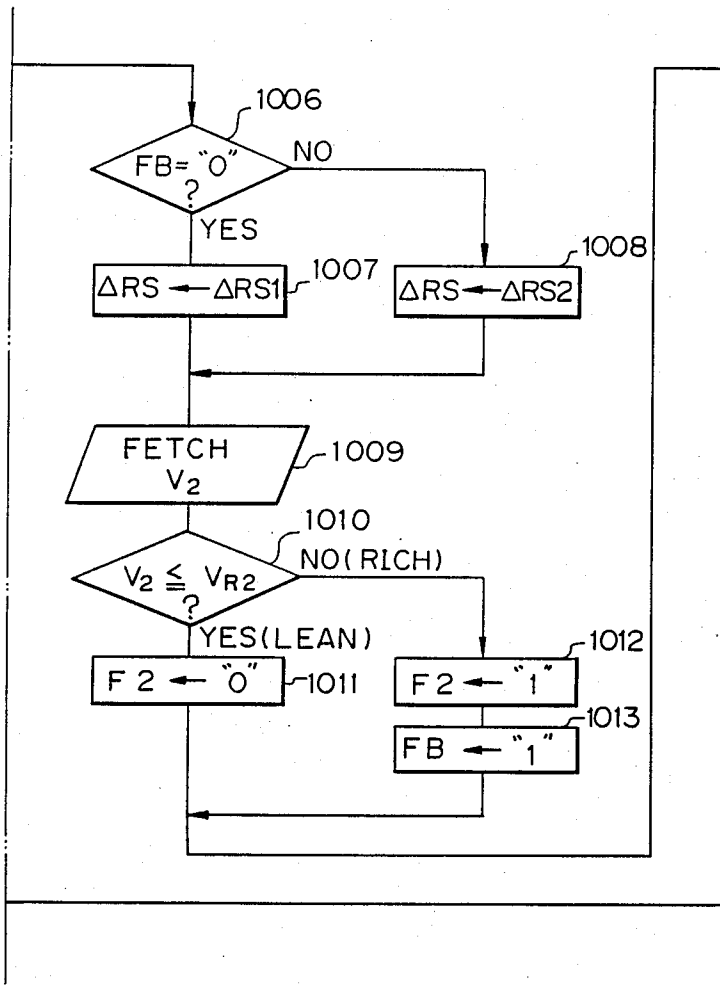 1006
FB= "0"
?
NO
YES
1007
ΔRS ← ΔRS1
1008
ΔRS ← ΔRS2
FETCH
V2
1009
1010
V2 ≦ VR2
?
NO(RICH)
YES(LEAN)
F2 ← "0"
1011
1012
F2 ← "1"
1013
FB ← "1"